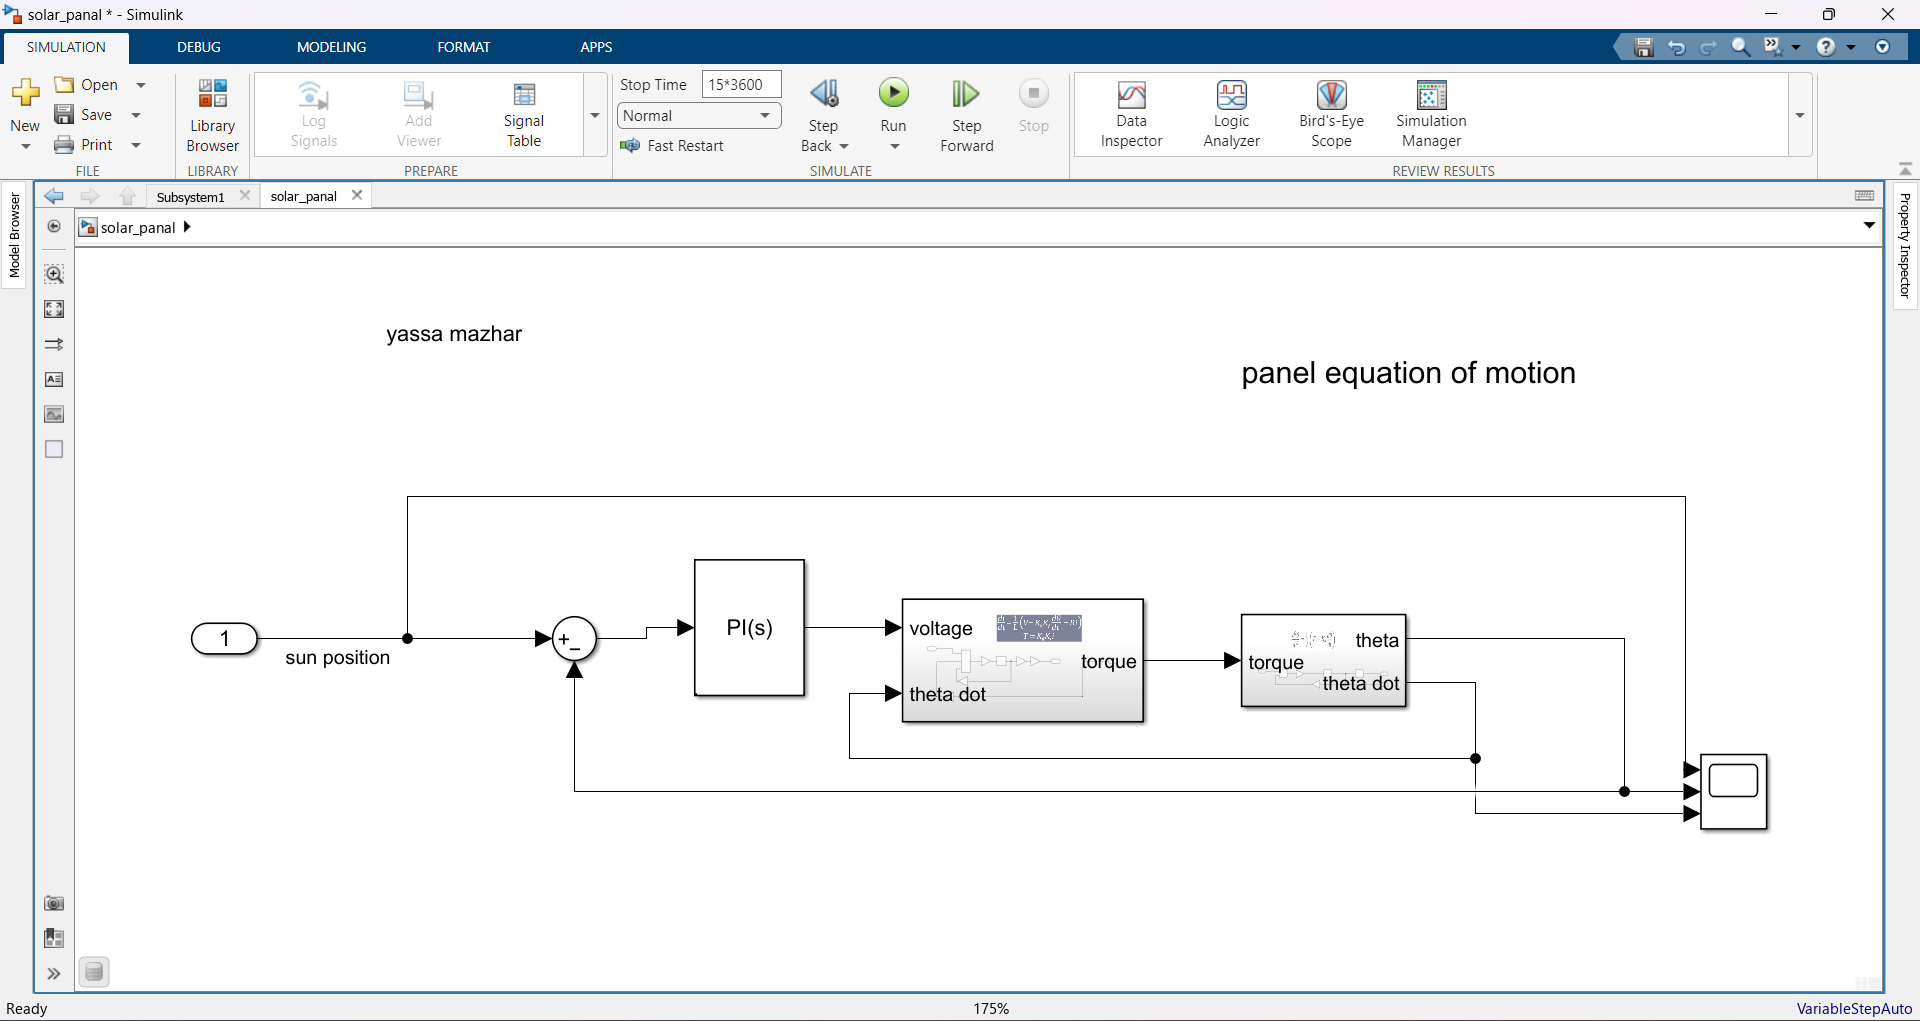 solar_panal * - Simulink
SIMULATION DEBUG MODELING FORMAT APPS
New
Open
Save
Print
FILE
Library
Browser
LIBRARY
Log
Signals
Add
Viewer
Signal
Table
PREPARE
Stop Time 15*3600
Normal
Fast Restart
Step
Back
Run
Step
Forward
Stop
SIMULATE
Data
Inspector
Logic
Analyzer
Bird's-Eye
Scope
Simulation
Manager
REVIEW RESULTS
Model Browser
Subsystem1
solar_panal
Property Inspector
solar_panal
yassa mazhar
panel equation of motion
1
sun position
+
−
PI(s)
voltage
theta dot
torque
torque
theta
theta dot
Ready
175%
VariableStepAuto